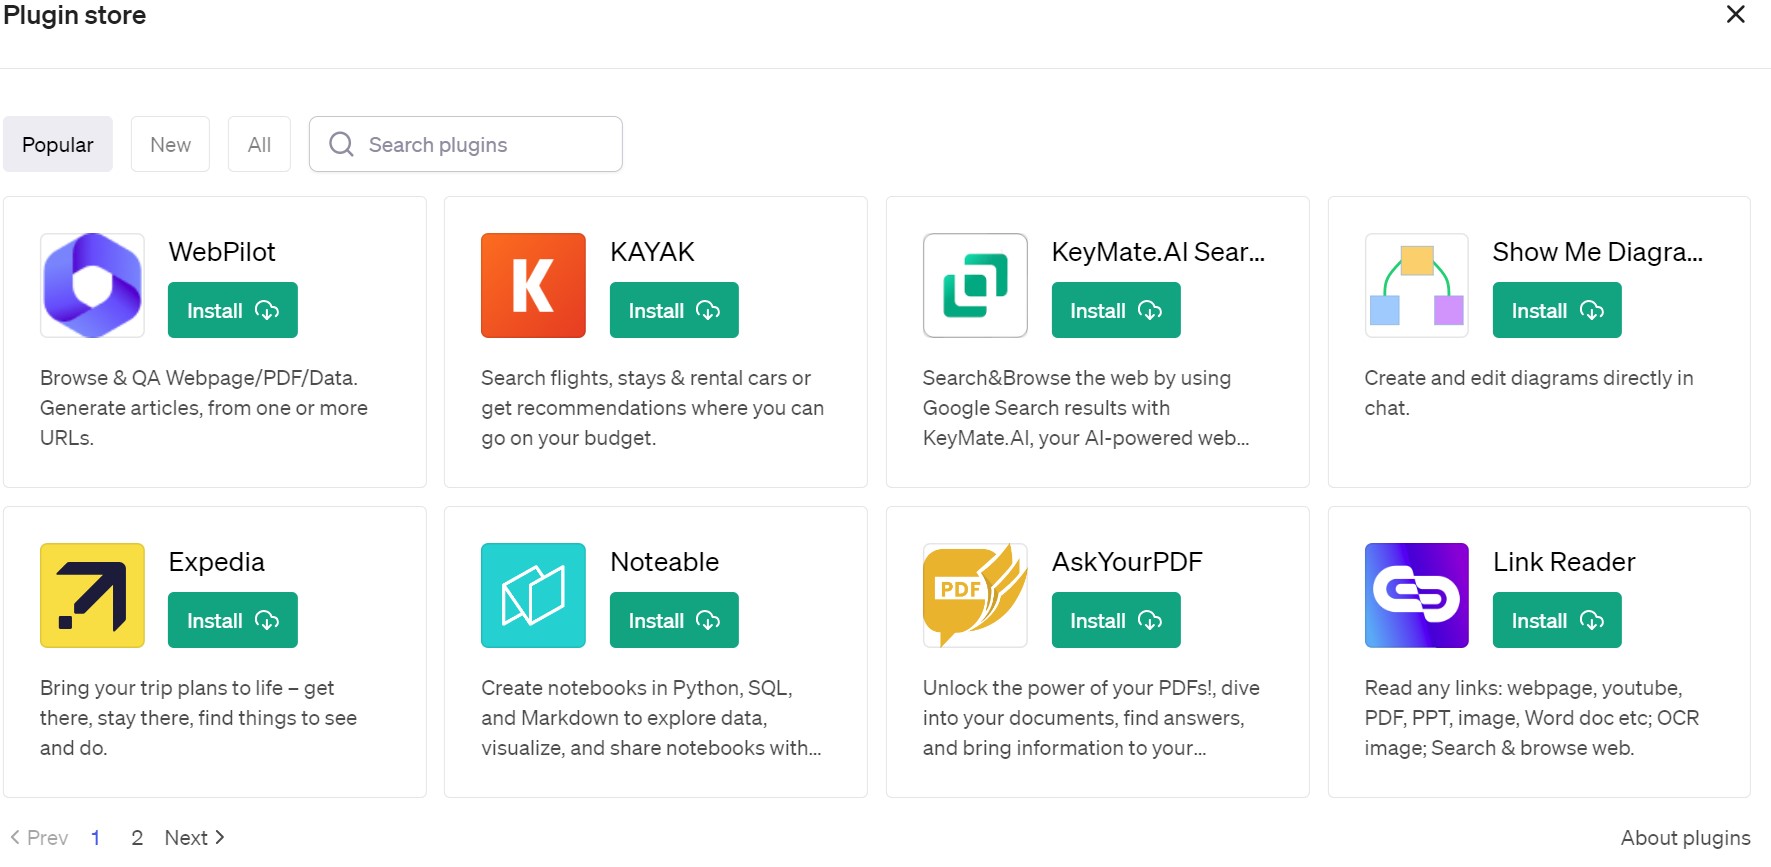 Plugin store
Popular
New
All
Search plugins
WebPilot
Install
Browse & QA Webpage/PDF/Data.
Generate articles, from one or more
URLs.
K
KAYAK
Install
Search flights, stays & rental cars or
get recommendations where you can
go on your budget.
KeyMate.AI Sear...
Install
Search&Browse the web by using
Google Search results with
KeyMate.AI, your AI-powered web...
Show Me Diagra...
Install
Create and edit diagrams directly in
chat.
Expedia
Install
Bring your trip plans to life – get
there, stay there, find things to see
and do.
Noteable
Install
Create notebooks in Python, SQL,
and Markdown to explore data,
visualize, and share notebooks with...
PDF
AskYourPDF
Install
Unlock the power of your PDFs!, dive
into your documents, find answers,
and bring information to your...
Link Reader
Install
Read any links: webpage, youtube,
PDF, PPT, image, Word doc etc; OCR
image; Search & browse web.
Prev 1 2 Next
About plugins